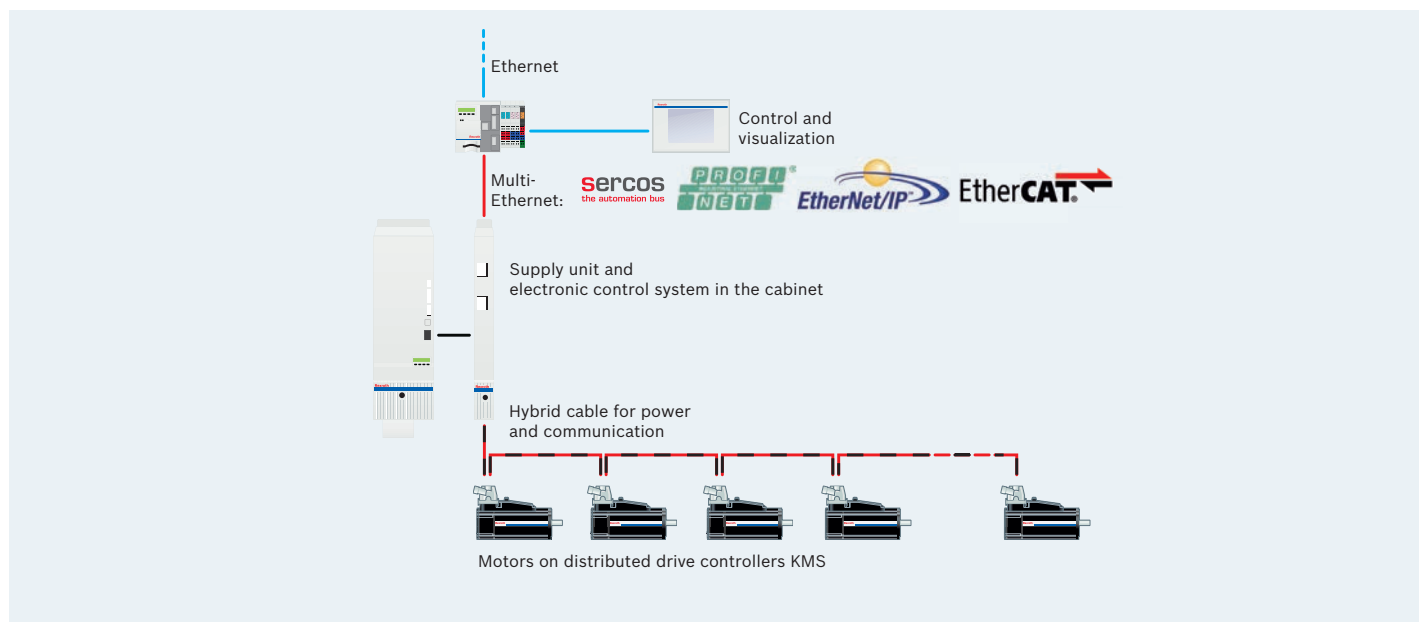 Ethernet
Control and
visualization
Multi-
Ethernet:
sercos
the automation bus
PROFI®
NET
EtherNet/IP™
EtherCAT®
Supply unit and
electronic control system in the cabinet
Hybrid cable for power
and communication
Motors on distributed drive controllers KMS